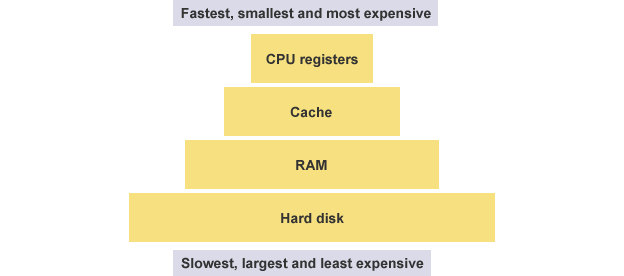 Fastest, smallest and most expensive
CPU registers
Cache
RAM
Hard disk
Slowest, largest and least expensive